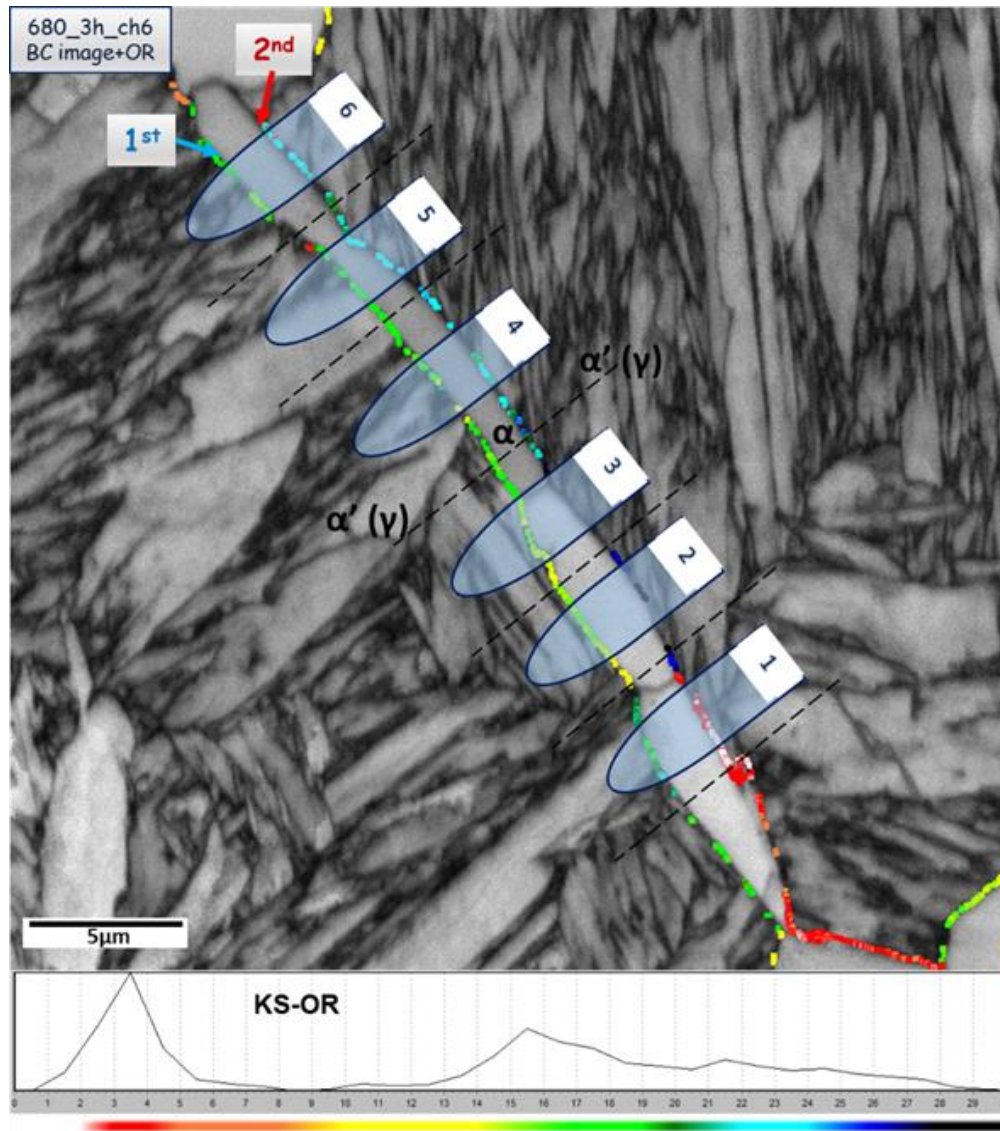 680_3h_ch6
BC image+OR
2nd
1st
6
5
4
α' (γ)
α
3
α' (γ)
2
1
5µm
KS-OR
0 1 2 3 4 5 6 7 8 9 10 11 12 13 14 15 16 17 18 19 20 21 22 23 24 25 26 27 28 29